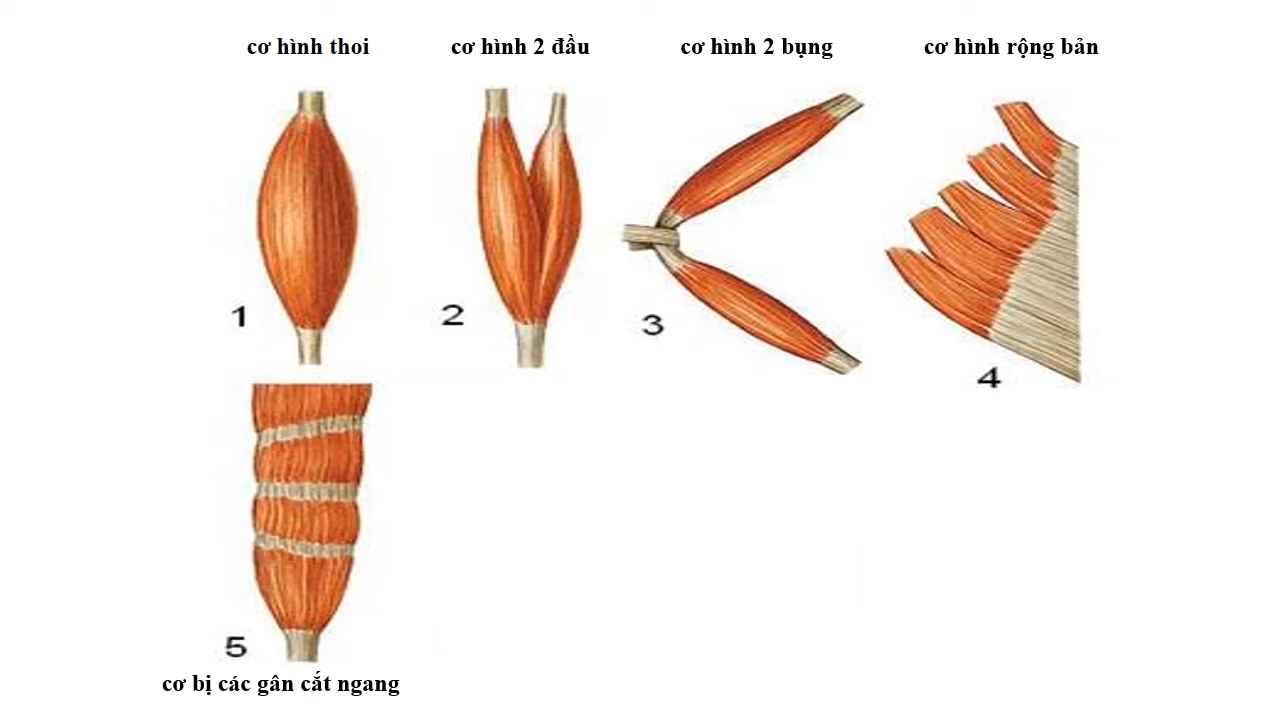 cơ hình thoi
cơ hình 2 đầu
cơ hình 2 bụng
cơ hình rộng bản
1
2
3
4
5
cơ bị các gân cắt ngang